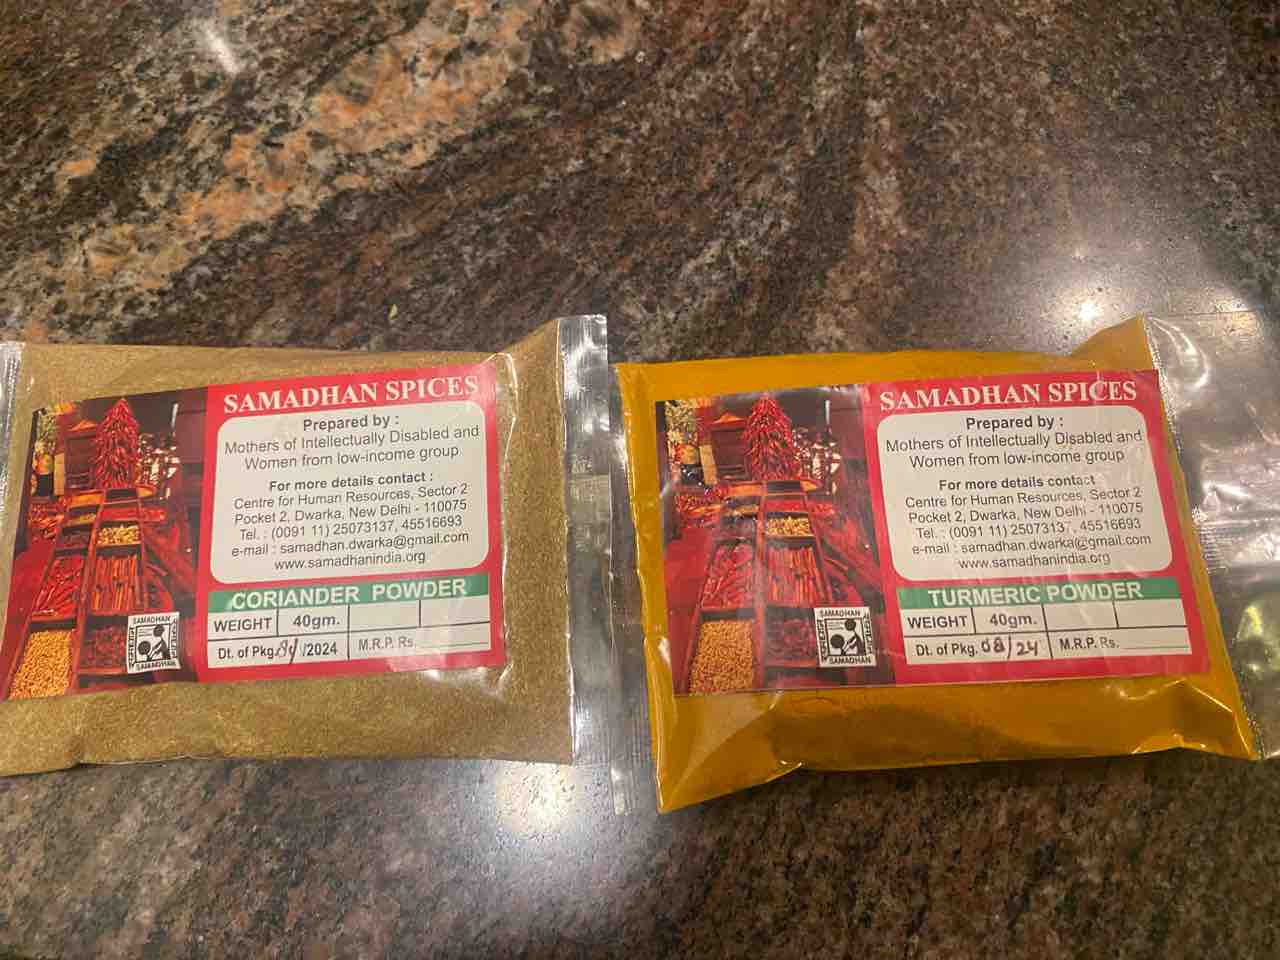 SAMADHAN SPICES
Prepared by :
Mothers of Intellectually Disabled and
Women from low-income group
For more details contact :
Centre for Human Resources, Sector 2
Pocket 2, Dwarka, New Delhi - 110075
Tel. : (0091 11) 25073137, 45516693
e-mail : samadhan.dwarka@gmail.com
www.samadhanindia.org
CORIANDER POWDER
WEIGHT 40gm.
Dt. of Pkg. /2024 M.R.P. Rs.
SAMADHAN
SAMADHAN
SAMADHAN SPICES
Prepared by :
Mothers of Intellectually Disabled and
Women from low-income group
For more details contact
Centre for Human Resources, Sector 2
Pocket 2, Dwarka, New Delhi - 110075
Tel. : (0091 11) 25073137, 45516693
e-mail : samadhan.dwarka@gmail.com
www.samadhanindia.org
TURMERIC POWDER
WEIGHT 40gm.
Dt. of Pkg. 08/24 M.R.P. Rs.
SAMADHAN
SAMADHAN